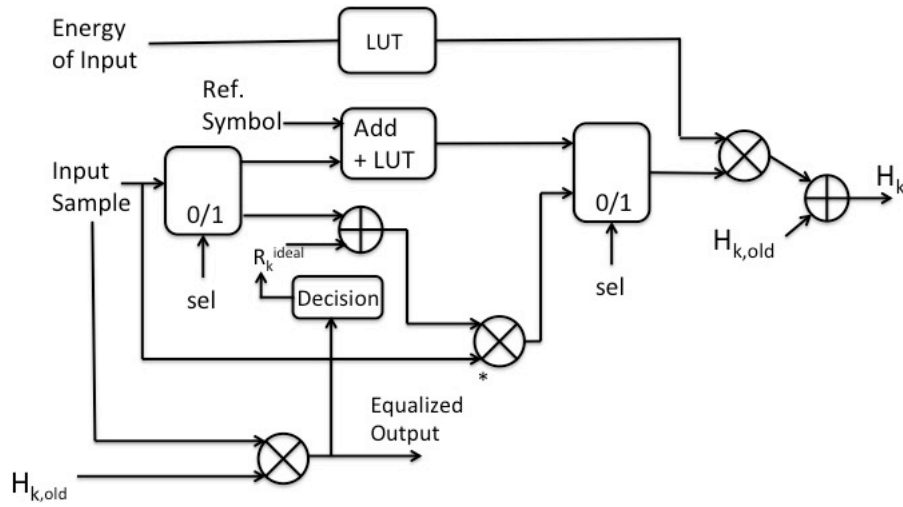 Energy
of Input
LUT
Ref.
Symbol
Add
+ LUT
Input
Sample
0/1
sel
R_k^ideal
Decision
*
0/1
sel
H_k
H_k,old
Equalized
Output
H_k,old